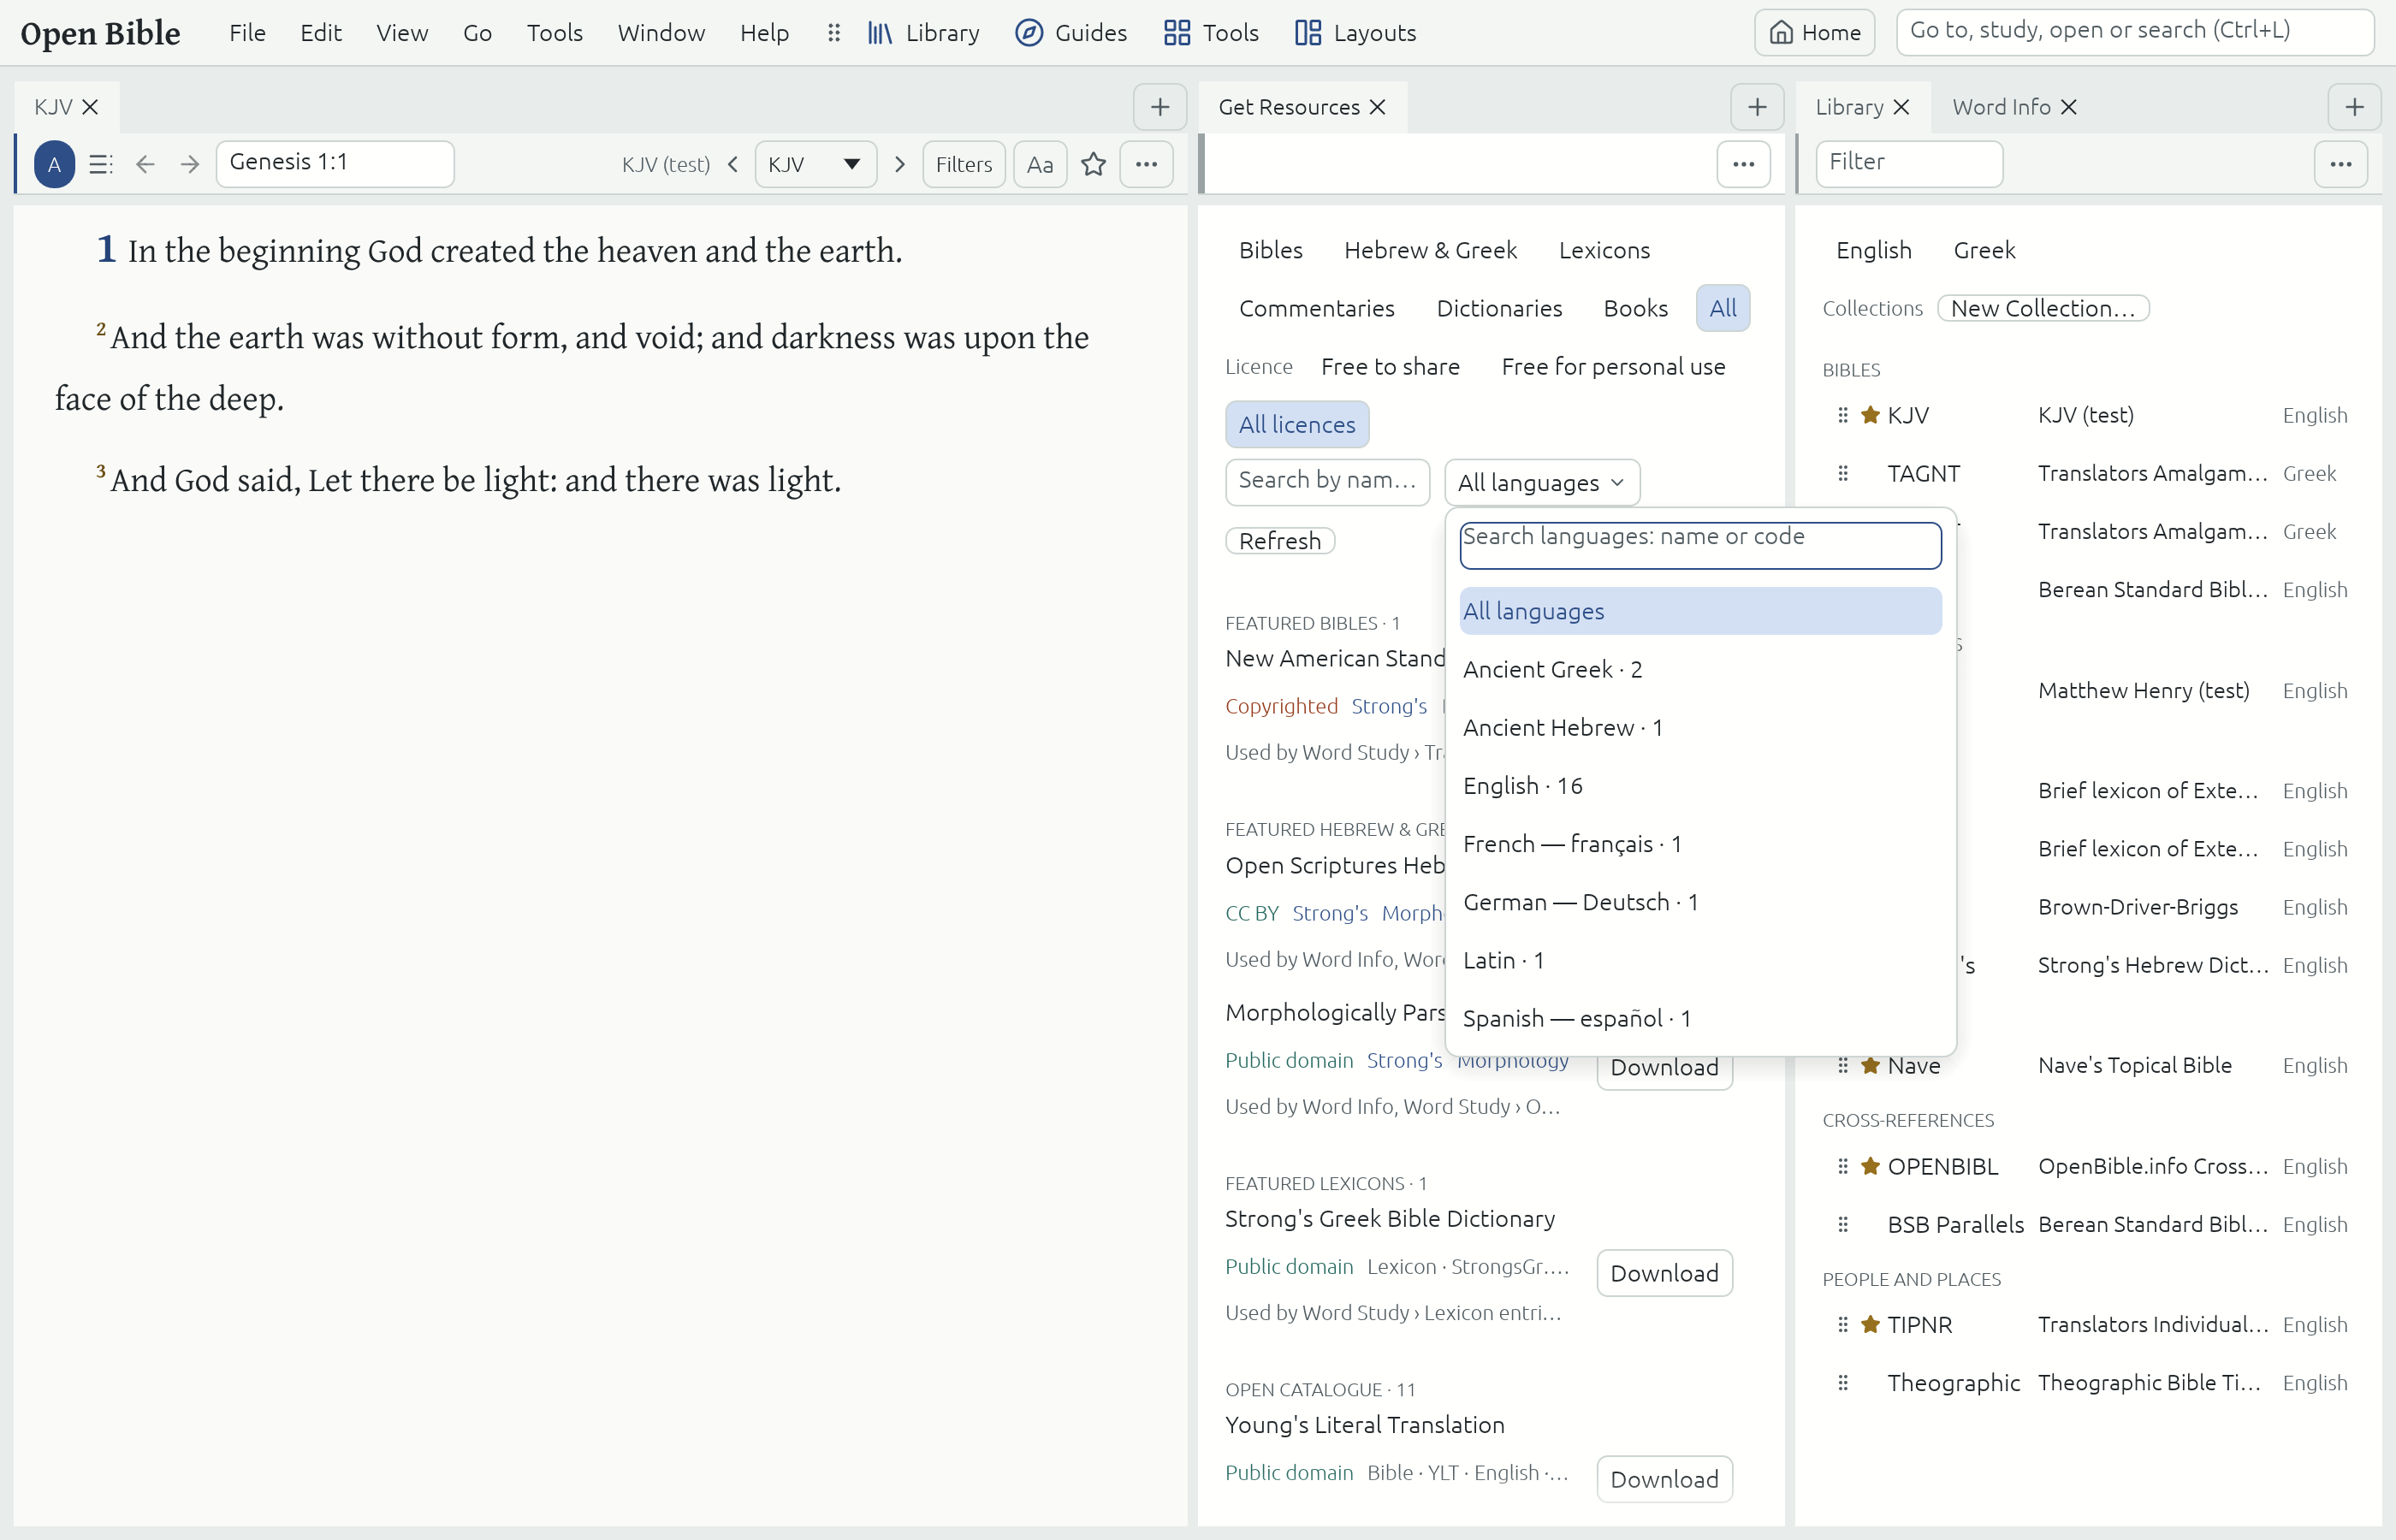 Open Bible File Edit View Go Tools Window Help Library Guides Tools Layouts Home Go to, study, open or search (Ctrl+L)
KJV
A Genesis 1:1 KJV (test) KJV Filters Aa
1 In the beginning God created the heaven and the earth.
2 And the earth was without form, and void; and darkness was upon the
face of the deep.
3 And God said, Let there be light: and there was light.
Get Resources
Bibles Hebrew & Greek Lexicons
Commentaries Dictionaries Books All
Licence Free to share Free for personal use
All licences
Search by nam… All languages
Refresh
Search languages: name or code
All languages
Ancient Greek · 2
Ancient Hebrew · 1
English · 16
French — français · 1
German — Deutsch · 1
Latin · 1
Spanish — español · 1
FEATURED BIBLES · 1
New American Stand
Copyrighted Strong's
Used by Word Study ›
FEATURED HEBREW &
Open Scriptures Heb
CC BY Strong's Morph
Used by Word Info,
Morphologically Pars
Public domain Strong's Morphology Download
Used by Word Info, Word Study › O…
FEATURED LEXICONS · 1
Strong's Greek Bible Dictionary
Public domain Lexicon · StrongsGr… Download
Used by Word Study › Lexicon entri…
OPEN CATALOGUE · 11
Young's Literal Translation
Public domain Bible · YLT · English ·… Download
Library Word Info
Filter
English Greek
Collections New Collection…
BIBLES
KJV KJV (test) English
TAGNT Translators Amalgam… Greek
Translators Amalgam… Greek
Berean Standard Bibl… English
Matthew Henry (test) English
Brief lexicon of Exte… English
Brief lexicon of Exte… English
Brown-Driver-Briggs English
's Strong's Hebrew Dict… English
Nave Nave's Topical Bible English
CROSS-REFERENCES
OPENBIBL OpenBible.info Cross… English
BSB Parallels Berean Standard Bibl… English
PEOPLE AND PLACES
TIPNR Translators Individual… English
Theographic Theographic Bible Ti… English